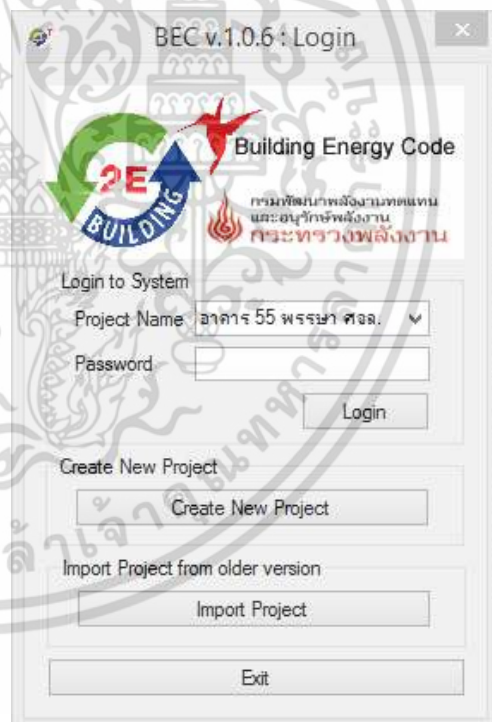 BEC v.1.0.6 : Login
2E
BUILDING
Building Energy Code
กรมพัฒนาพลังงานทดแทน
และอนุรักษ์พลังงาน
กระทรวงพลังงาน
Login to System
Project Name อาคาร 55 พรรษา ศจล.
Password
Login
Create New Project
Create New Project
Import Project from older version
Import Project
Exit